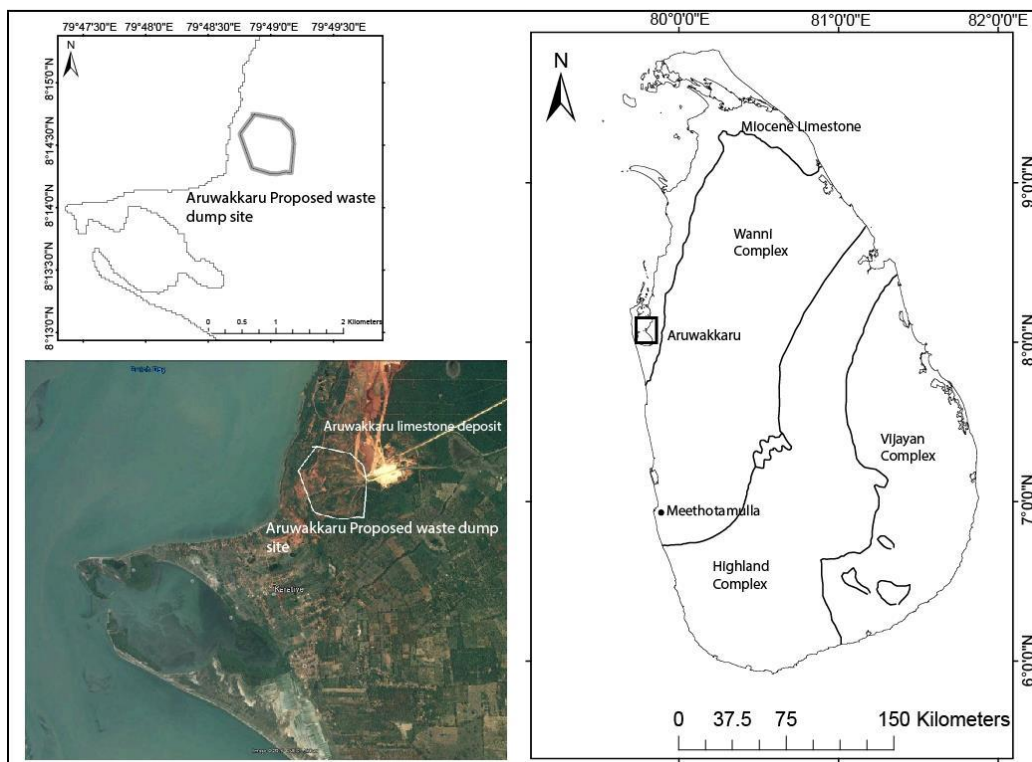 79°47'30"E 79°48'0"E 79°48'30"E 79°49'0"E 79°49'30"E
N
8°15'0"N
8°14'30"N
8°14'0"N
8°13'30"N
8°13'0"N
Aruwakkaru Proposed waste
dump site
0 0.5 1 2 Kilometers
Aruwakkaru limestone deposit
Aruwakkaru Proposed waste dump
site
80°0'0"E 81°0'0"E 82°0'0"E
N
Miocene Limestone
9°0'0"N
Wanni
Complex
Aruwakkaru
8°0'0"N
Vijayan
Complex
Meethotamulla
7°0'0"N
Highland
Complex
6°0'0"N
0 37.5 75 150 Kilometers